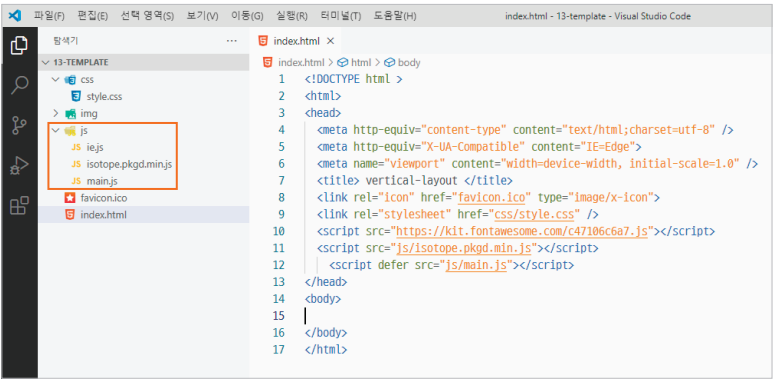 파일(F) 편집(E) 선택 영역(S) 보기(V) 이동(G) 실행(R) 터미널(T) 도움말(H) index.html - 13-template - Visual Studio Code
탐색기 ...
13-TEMPLATE
css
style.css
img
js
JS ie.js
JS isotope.pkgd.min.js
JS main.js
favicon.ico
index.html
index.html ×
index.html > html > body
1 <!DOCTYPE html >
2 <html>
3 <head>
4 <meta http-equiv="content-type" content="text/html;charset=utf-8" />
5 <meta http-equiv="X-UA-Compatible" content="IE=Edge">
6 <meta name="viewport" content="width=device-width, initial-scale=1.0" />
7 <title> vertical-layout </title>
8 <link rel="icon" href="favicon.ico" type="image/x-icon">
9 <link rel="stylesheet" href="css/style.css" />
10 <script src="https://kit.fontawesome.com/c47106c6a7.js"></script>
11 <script src="js/isotope.pkgd.min.js"></script>
12 <script defer src="js/main.js"></script>
13 </head>
14 <body>
15
16 </body>
17 </html>